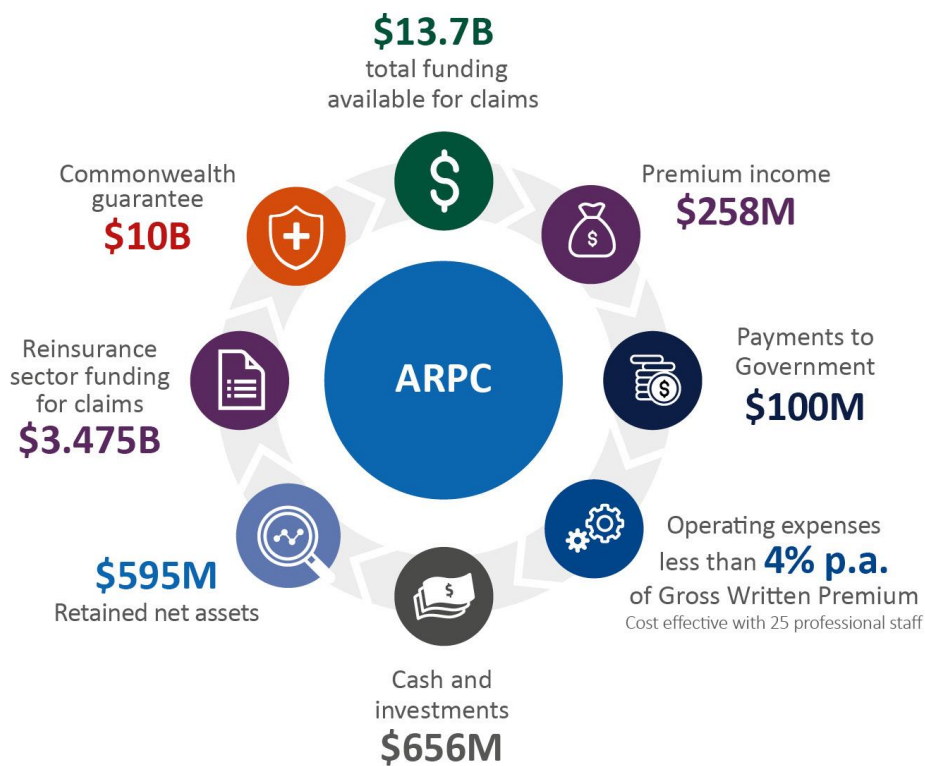 $13.7B
total funding
available for claims
Premium income
$258M
Payments to
Government
$100M
Operating expenses
less than 4% p.a.
of Gross Written Premium
Cost effective with 25 professional staff
Cash and
investments
$656M
$595M
Retained net assets
Reinsurance
sector funding
for claims
$3.475B
Commonwealth
guarantee
$10B
ARPC